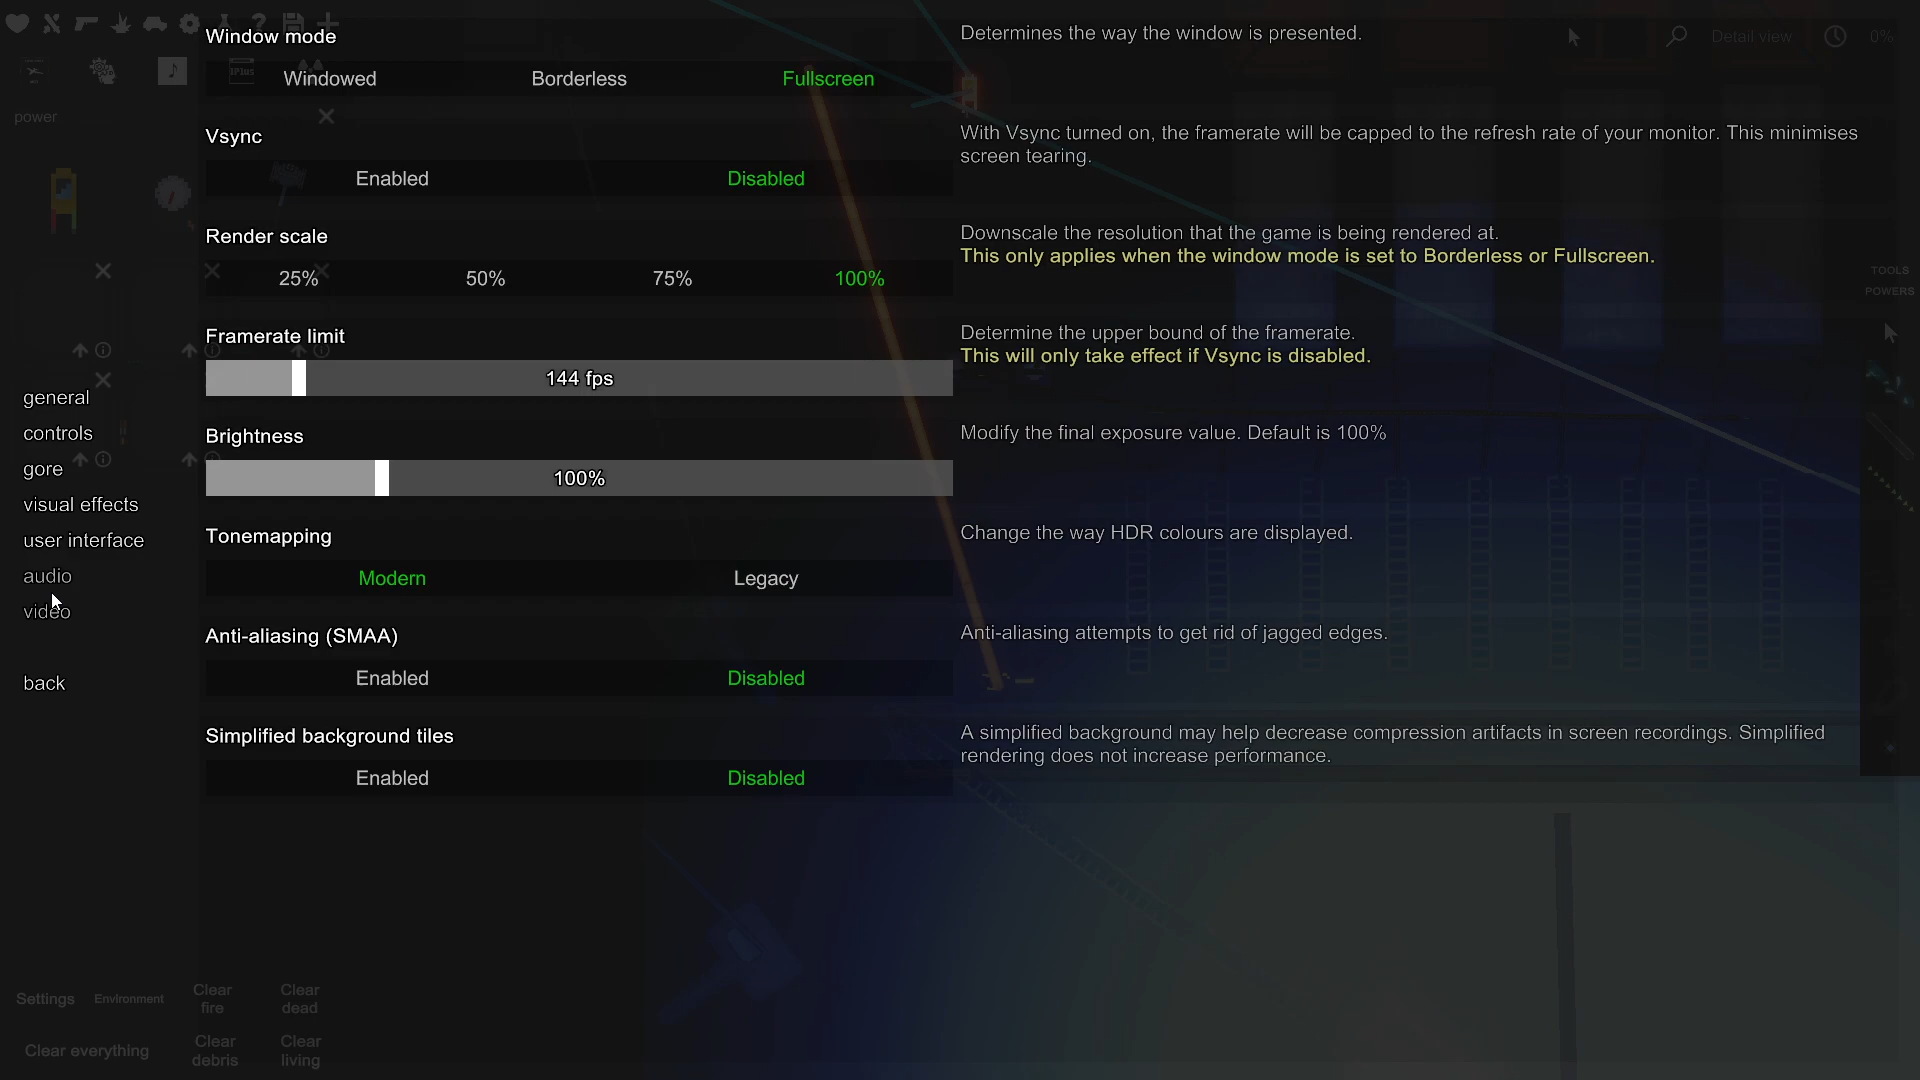 Window mode
Determines the way the window is presented.
Detail view
0%
Windowed
Borderless
Fullscreen
power
Vsync
With Vsync turned on, the framerate will be capped to the refresh rate of your monitor. This minimises
screen tearing.
Enabled
Disabled
Render scale
Downscale the resolution that the game is being rendered at.
This only applies when the window mode is set to Borderless or Fullscreen.
25%
50%
75%
100%
TOOLS
POWERS
Framerate limit
Determine the upper bound of the framerate.
This will only take effect if Vsync is disabled.
144 fps
general
controls
gore
visual effects
user interface
audio
video
back
Brightness
Modify the final exposure value. Default is 100%
100%
Tonemapping
Change the way HDR colours are displayed.
Modern
Legacy
Anti-aliasing (SMAA)
Anti-aliasing attempts to get rid of jagged edges.
Enabled
Disabled
Simplified background tiles
A simplified background may help decrease compression artifacts in screen recordings. Simplified
rendering does not increase performance.
Enabled
Disabled
Settings
Environment
Clear
fire
Clear
dead
Clear everything
Clear
debris
Clear
living